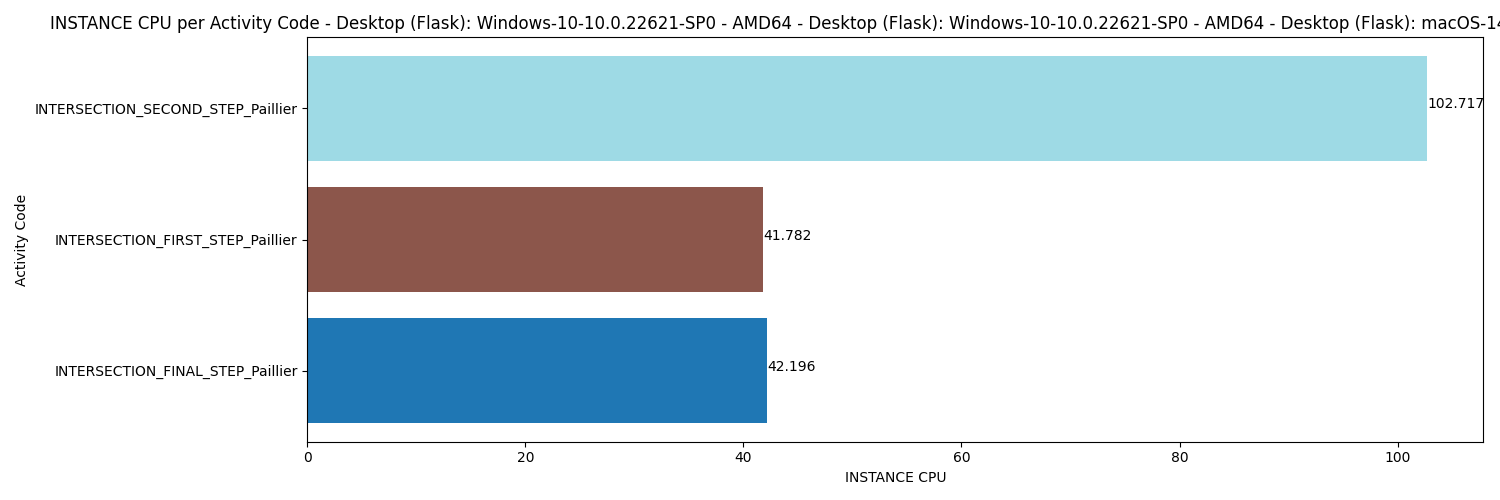 INSTANCE CPU per Activity Code - Desktop (Flask): Windows-10-10.0.22621-SP0 - AMD64 - Desktop (Flask): Windows-10-10.0.22621-SP0 - AMD64 - Desktop (Flask): macOS-14
INTERSECTION_SECOND_STEP_Paillier
102.717
INTERSECTION_FIRST_STEP_Paillier
41.782
INTERSECTION_FINAL_STEP_Paillier
42.196
Activity Code
0 20 40 60 80 100
INSTANCE CPU